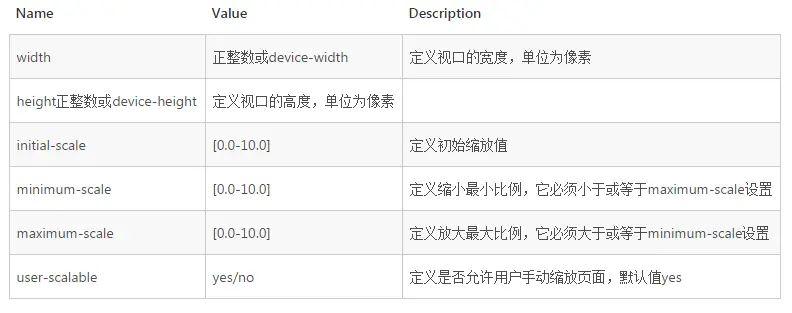 Name Value Description
width 正整数或device-width 定义视口的宽度，单位为像素
height正整数或device-height 定义视口的高度，单位为像素
initial-scale [0.0-10.0] 定义初始缩放值
minimum-scale [0.0-10.0] 定义缩小最小比例，它必须小于或等于maximum-scale设置
maximum-scale [0.0-10.0] 定义放大最大比例，它必须大于或等于minimum-scale设置
user-scalable yes/no 定义是否允许用户手动缩放页面，默认值yes